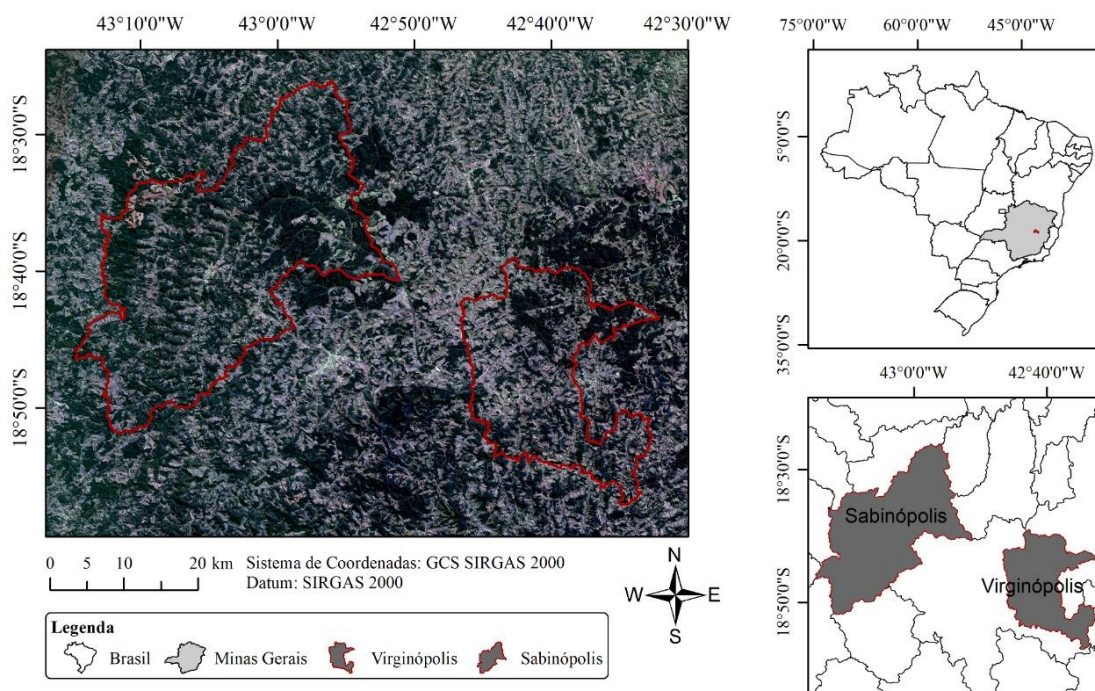 43°10'0"W 43°0'0"W 42°50'0"W 42°40'0"W 42°30'0"W
18°30'0"S
18°40'0"S
18°50'0"S
75°0'0"W 60°0'0"W 45°0'0"W
5°0'0"S
20°0'0"S
35°0'0"S
43°0'0"W 42°40'0"W
18°30'0"S
18°50'0"S
Sabinópolis
Virginópolis
0 5 10 20 km
Sistema de Coordenadas: GCS SIRGAS 2000
Datum: SIRGAS 2000
N
W E
S
Legenda
Brasil Minas Gerais Virginópolis Sabinópolis